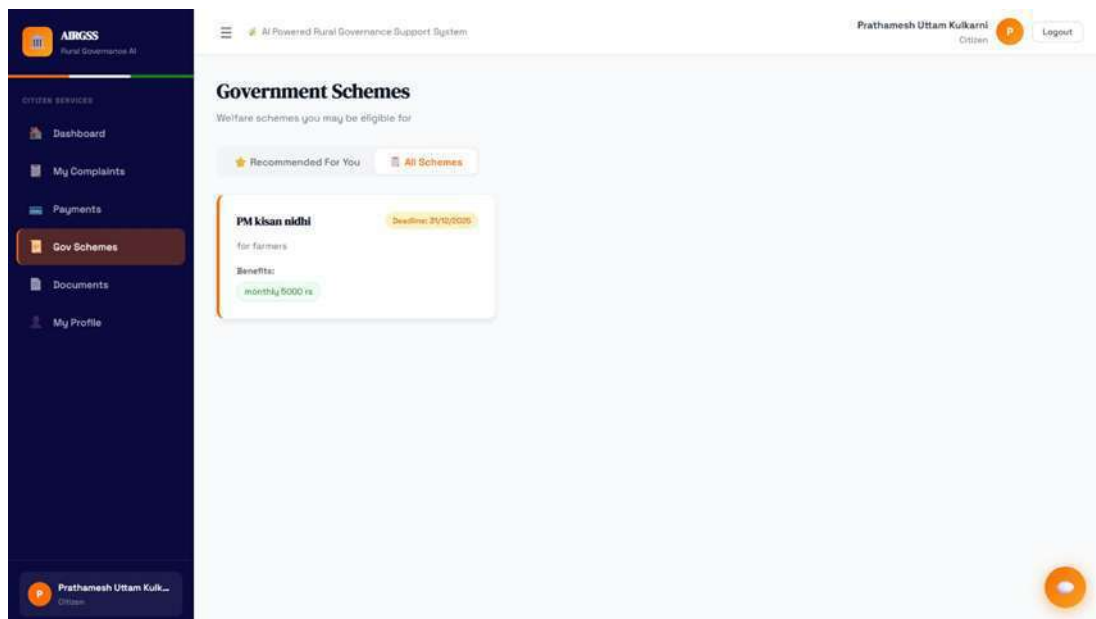 AIRGSS
Rural Governance AI
CITIZEN SERVICES
Dashboard
My Complaints
Payments
Gov Schemes
Documents
My Profile
Prathamesh Uttam Kulk...
Citizen
☰ AI Powered Rural Governance Support System
Prathamesh Uttam Kulkarni
Citizen
P
Logout
Government Schemes
Welfare schemes you may be eligible for
Recommended For You
All Schemes
PM kisan nidhi
Deadline: 31/12/2025
for farmers
Benefits:
monthly 5000 rs
P